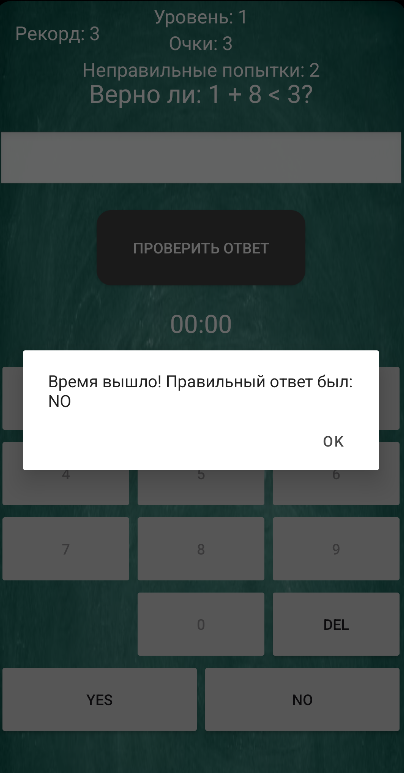 Уровень: 1
Рекорд: 3
Очки: 3
Неправильные попытки: 2
Верно ли: 1 + 8 < 3?
ПРОВЕРИТЬ ОТВЕТ
00:00
Время вышло! Правильный ответ был:
NO
OK
4 5 6
7 8 9
0 DEL
YES NO